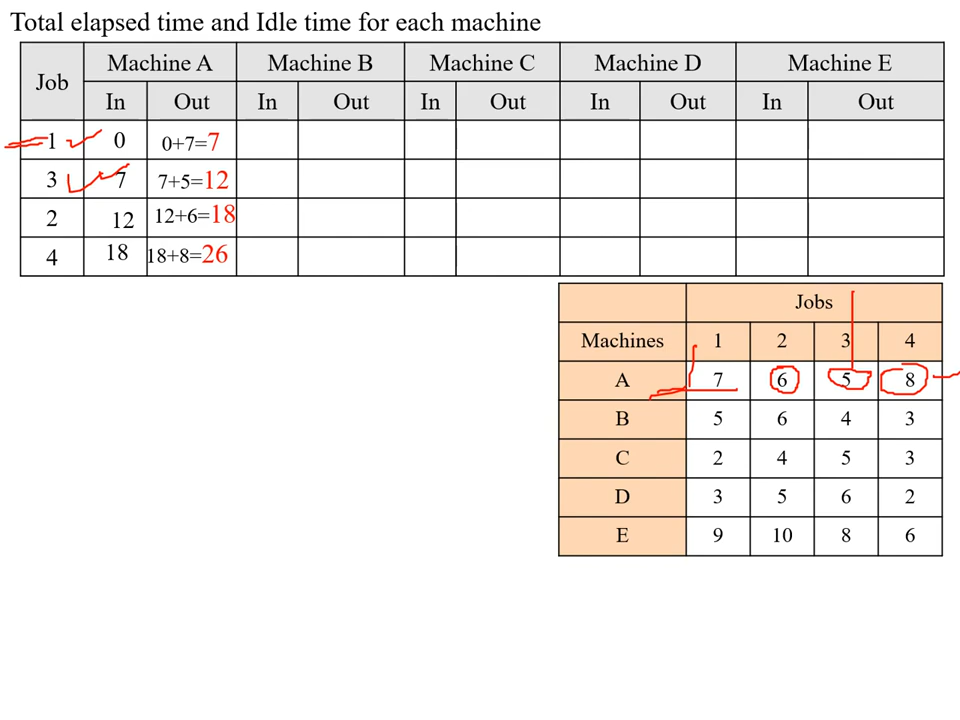 Total elapsed time and Idle time for each machine
Job Machine A Machine B Machine C Machine D Machine E
In Out In Out In Out In Out In Out
1 0 0+7=7
3 7 7+5=12
2 12 12+6=18
4 18 18+8=26
Jobs
Machines 1 2 3 4
A 7 6 5 8
B 5 6 4 3
C 2 4 5 3
D 3 5 6 2
E 9 10 8 6